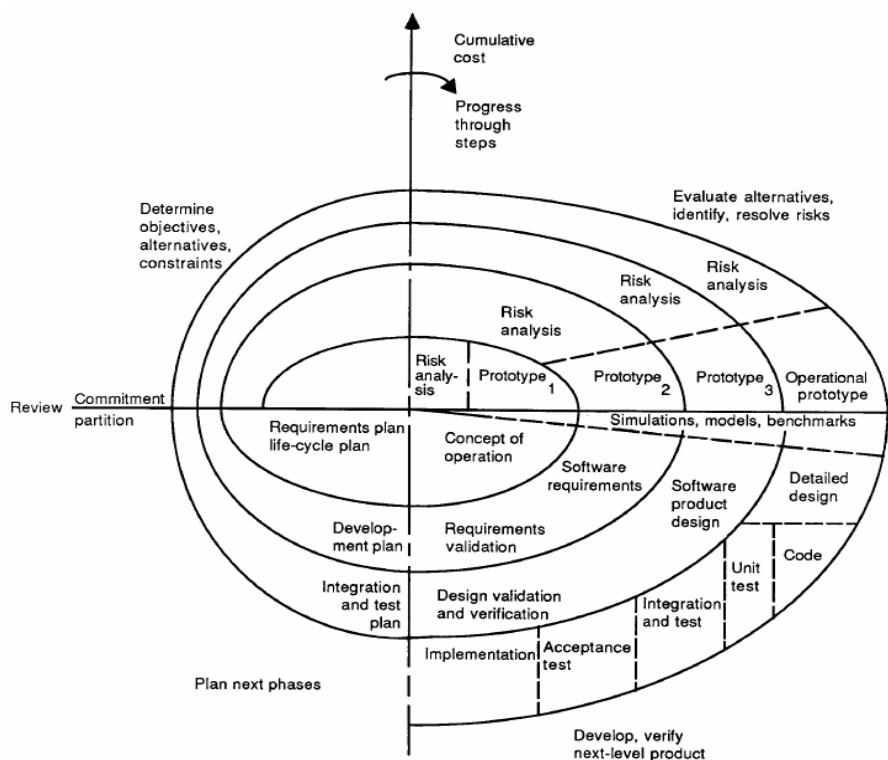 Cumulative
cost
Progress
through
steps
Determine
objectives,
alternatives,
constraints
Evaluate alternatives,
identify, resolve risks
Risk
analysis
Risk
analysis
Risk
analysis
Risk
analy-
sis
Prototype 1
Prototype 2
Prototype 3
Operational
prototype
Review
Commitment
partition
Simulations, models, benchmarks
Requirements plan
life-cycle plan
Concept of
operation
Software
requirements
Software
product
design
Detailed
design
Develop-
ment plan
Requirements
validation
Integration
and test
plan
Design validation
and verification
Code
Unit
test
Integration
and test
Acceptance
test
Implementation
Plan next phases
Develop, verify
next-level product